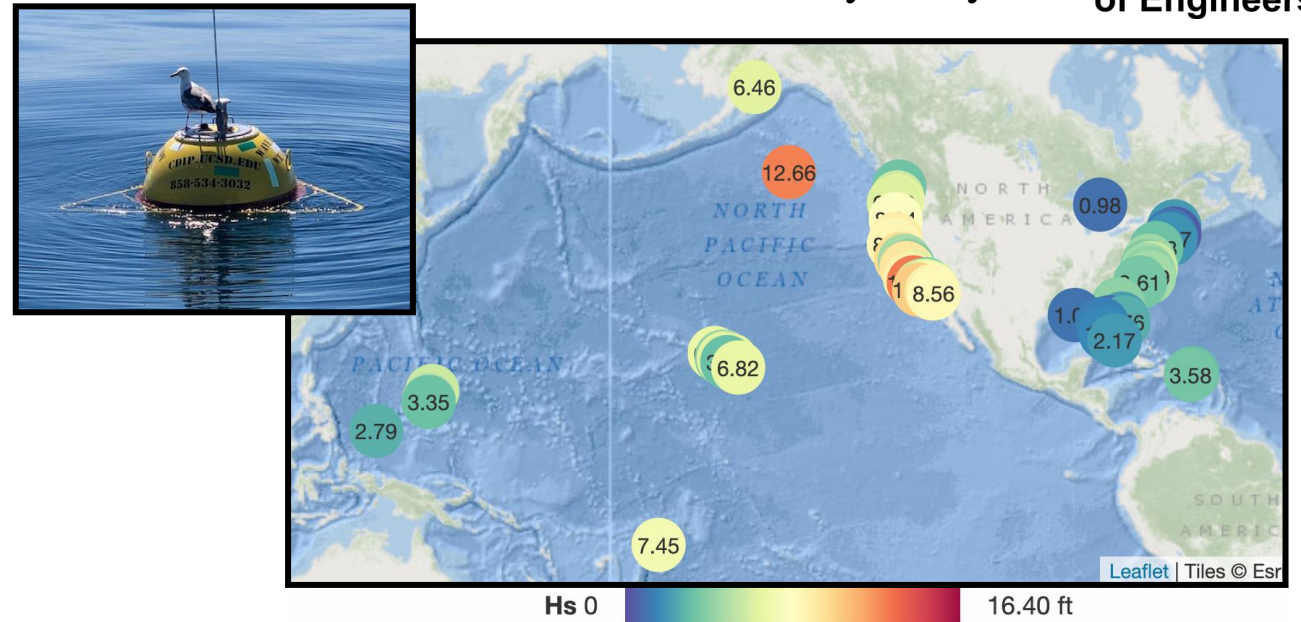 of Engineers
CDIP.UCSD.EDU
858-534-3032
6.46
12.66
NORTH
PACIFIC
OCEAN
NORTH
AMERICA
0.98
8.56
2.17
3.58
PACIFIC OCEAN
6.82
3.35
2.79
7.45
SOUTH
Leaflet | Tiles © Esr
Hs 0
16.40 ft